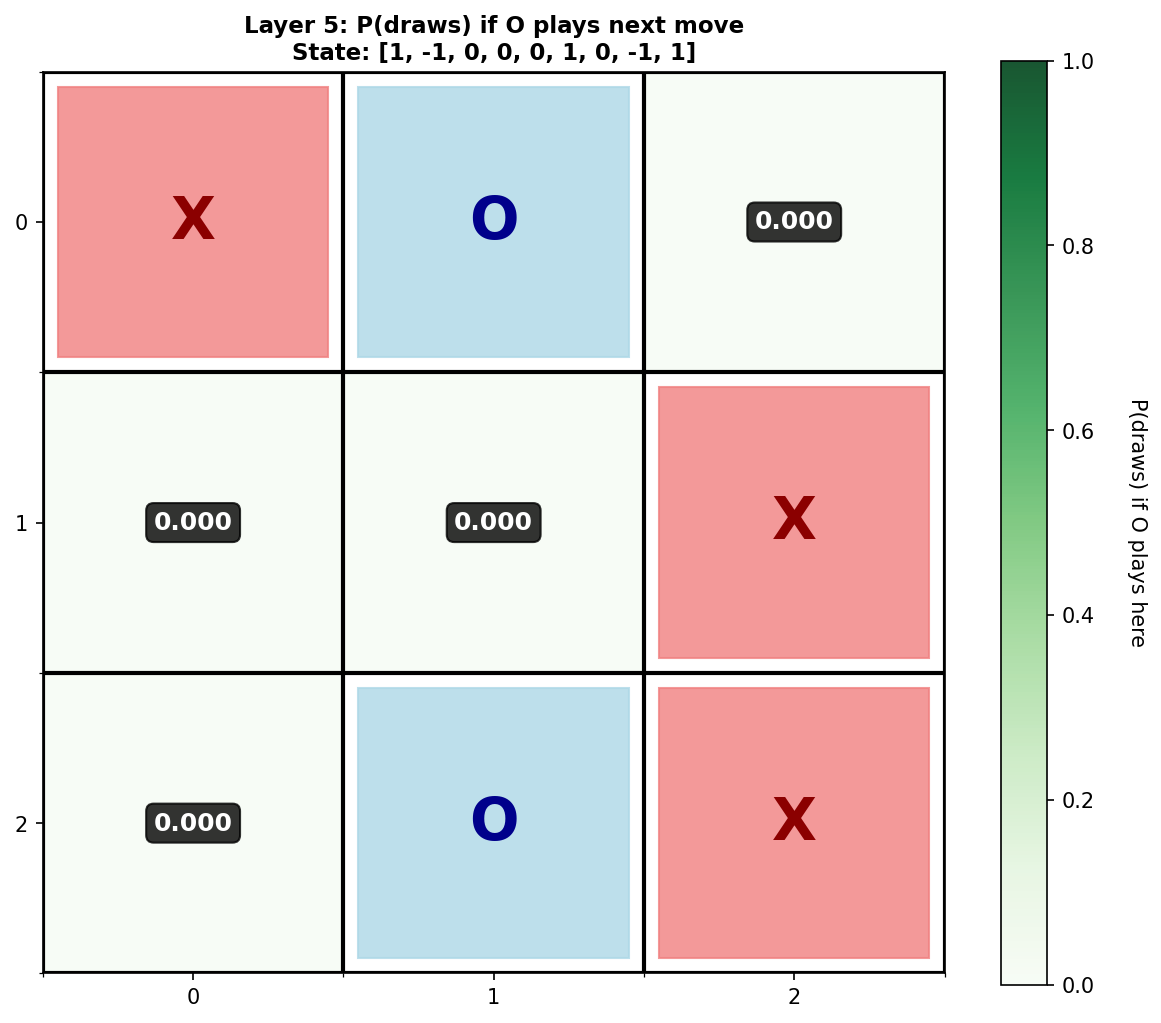 Layer 5: P(draws) if O plays next move
State: [1, -1, 0, 0, 0, 1, 0, -1, 1]
X
O
0.000
0
0.000
0.000
X
1
0.000
O
X
2
0
1
2
1.0
0.8
0.6
0.4
0.2
0.0
P(draws) if O plays here